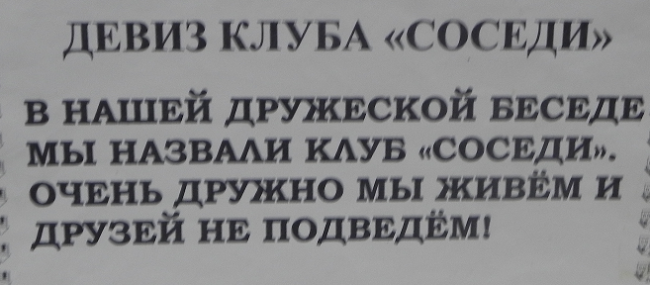 ДЕВИЗ КЛУБА «СОСЕДИ»
В НАШЕЙ ДРУЖЕСКОЙ БЕСЕДЕ
МЫ НАЗВАЛИ КЛУБ «СОСЕДИ».
ОЧЕНЬ ДРУЖНО МЫ ЖИВЁМ И
ДРУЗЕЙ НЕ ПОДВЕДЁМ!